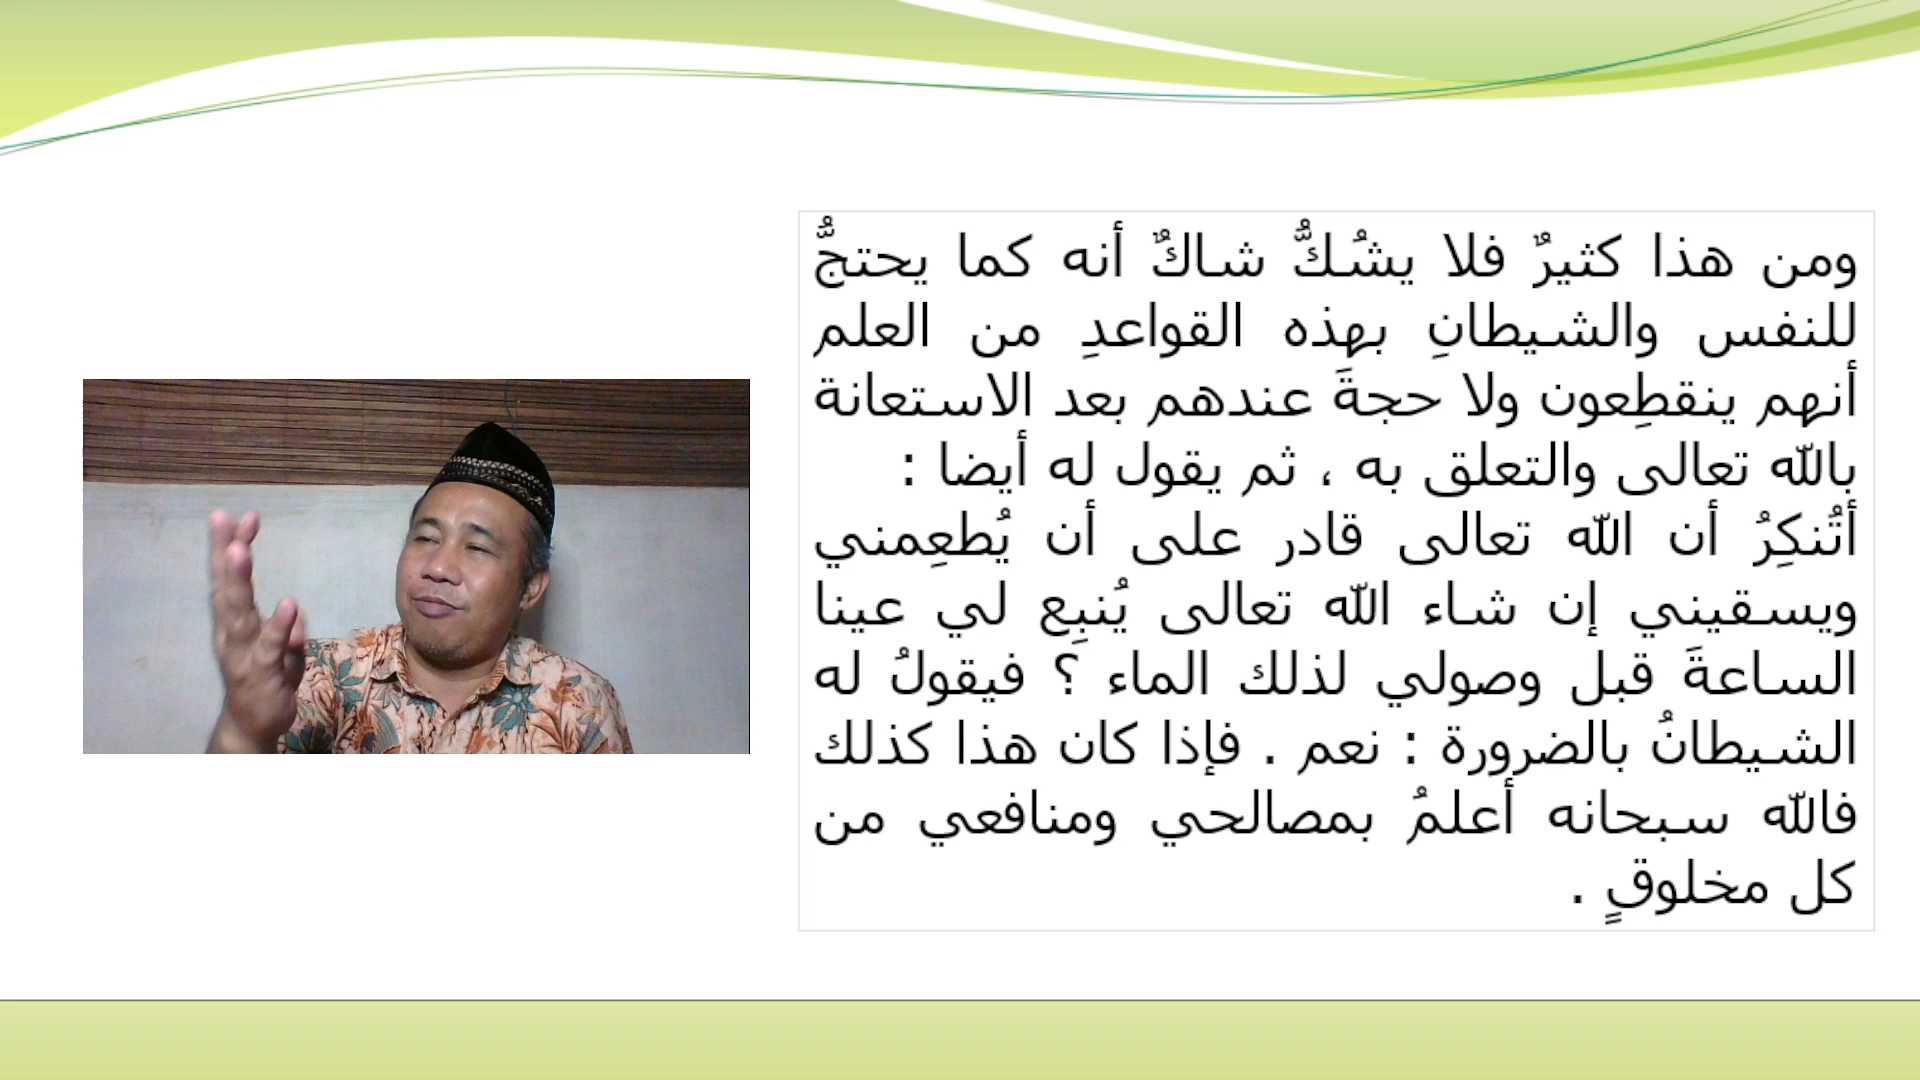 ومن هذا كثيرٌ فلا يشُكُّ شاكٌ أنه كما يحتجُّ
للنفس والشيطانِ بهذه القواعدِ من العلم
أنهم ينقطِعون ولا حجةَ عندهم بعد الاستعانة
بالله تعالى والتعلق به ، ثم يقول له أيضا :
أتُنكِرُ أن الله تعالى قادر على أن يُطعِمني
ويسقيني إن شاء الله تعالى يُنبِع لي عينا
الساعةَ قبل وصولي لذلك الماء ؟ فيقولُ له
الشيطانُ بالضرورة : نعم . فإذا كان هذا كذلك
فالله سبحانه أعلمُ بمصالحي ومنافعي من
كل مخلوقٍ .